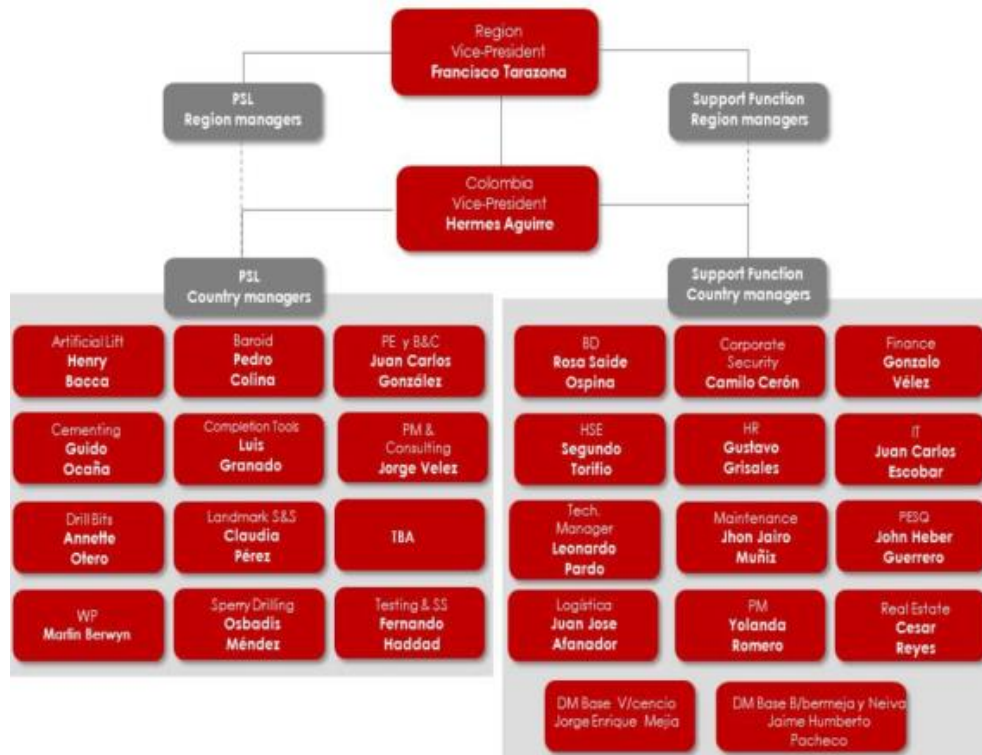 Region
Vice-President
Francisco Tarazona
PSL
Region managers
Support Function
Region managers
Colombia
Vice-President
Hermes Aguirre
PSL
Country managers
Support Function
Country managers
Artificial Lift
Henry
Bacca
Baroid
Pedro
Colina
PE y B&C
Juan Carlos
González
Cementing
Guido
Ocaña
Completion Tools
Luis
Granado
PM &
Consulting
Jorge Velez
Drill Bits
Annette
Otero
Landmark S&S
Claudia
Pérez
TBA
WP
Martin Berwyn
Sperry Drilling
Osbadis
Méndez
Testing & SS
Fernando
Haddad
BD
Rosa Saide
Ospina
Corporate
Security
Camilo Cerón
Finance
Gonzalo
Vélez
HSE
Segundo
Torifio
HR
Gustavo
Grisales
IT
Juan Carlos
Escobar
Tech.
Manager
Leonardo
Pardo
Maintenance
Jhon Jairo
Muñiz
PESQ
John Heber
Guerrero
Logística
Juan Jose
Afanador
PM
Yolanda
Romero
Real Estate
Cesar
Reyes
DM Base V/cencio
Jorge Enrique Mejia
DM Base B/bermeja y Neiva
Jaime Humberto
Pacheco